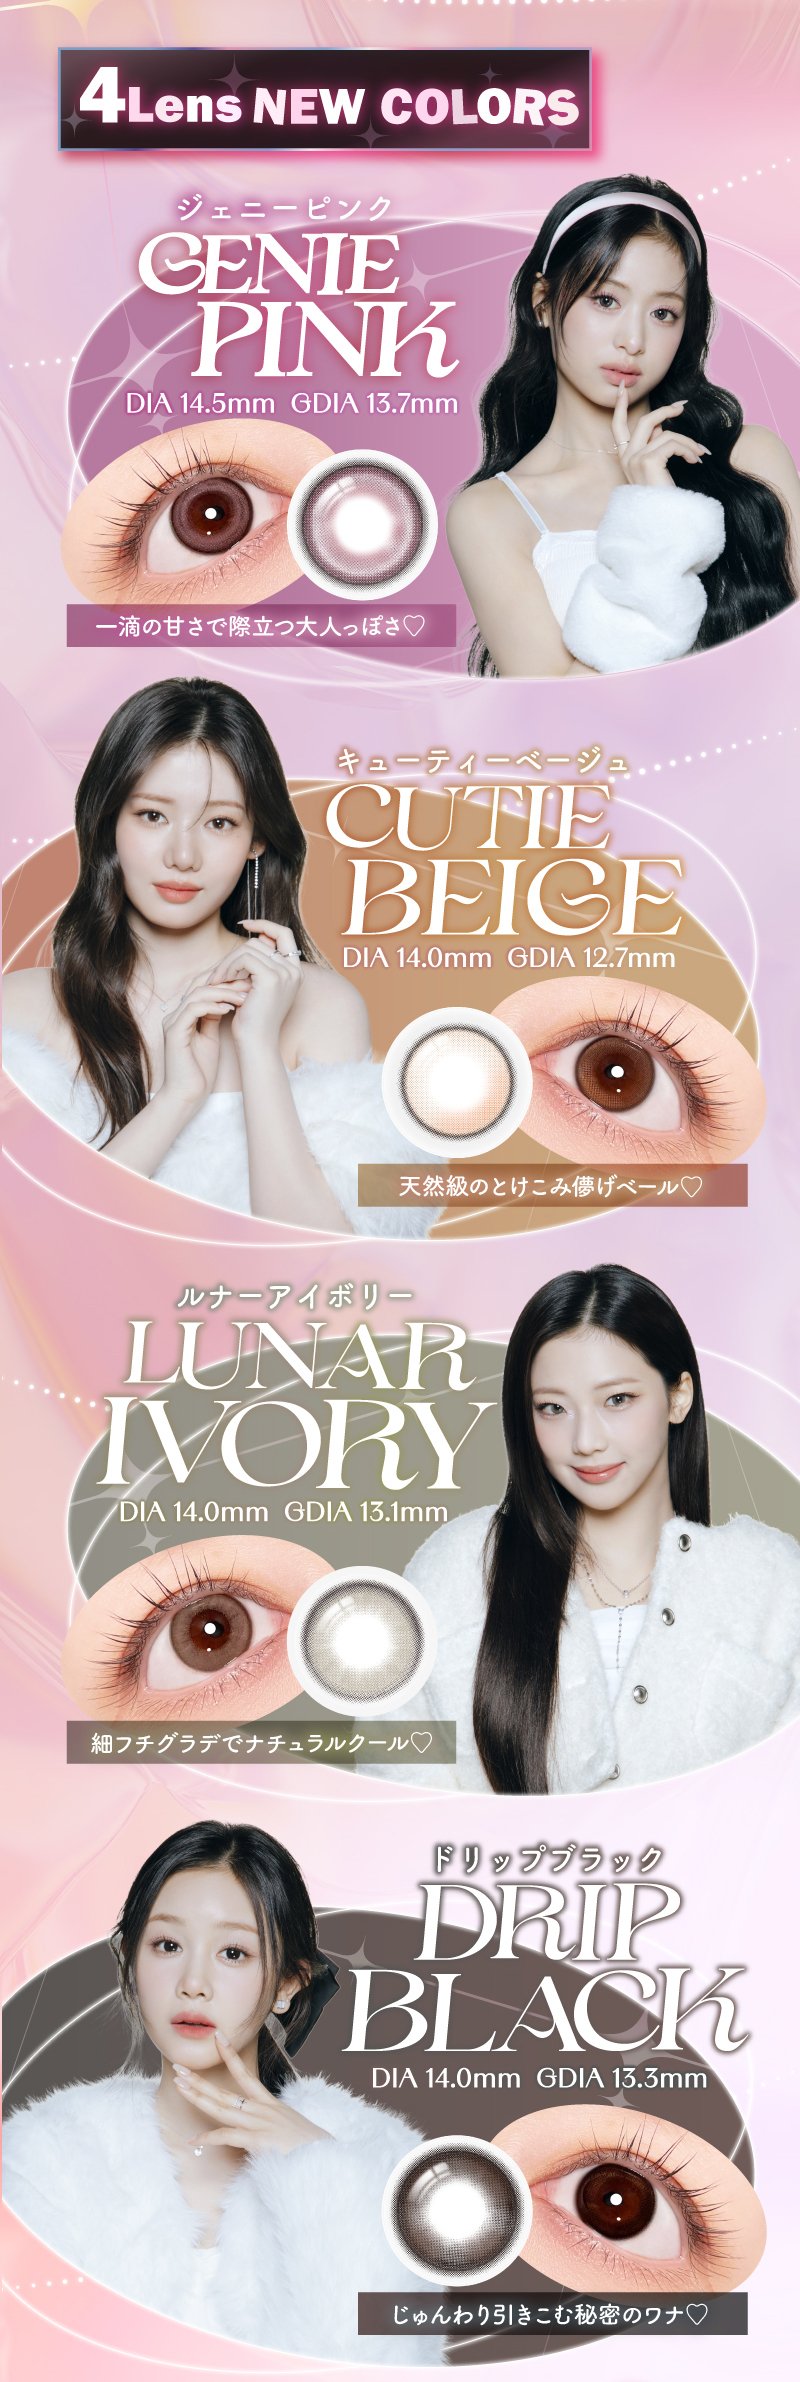 4Lens NEW COLORS
ジェニーピンク
GENIE
PINK
DIA 14.5mm GDIA 13.7mm
一滴の甘さで際立つ大人っぽさ♡
キューティーベージュ
CUTIE
BEIGE
DIA 14.0mm GDIA 12.7mm
天然級のとけこみ儚げベール♡
ルナーアイボリー
LUNAR
IVORY
DIA 14.0mm GDIA 13.1mm
細フチグラデでナチュラルクール♡
ドリップブラック
DRIP
BLACK
DIA 14.0mm GDIA 13.3mm
じゅんわり引きこむ秘密のワナ♡